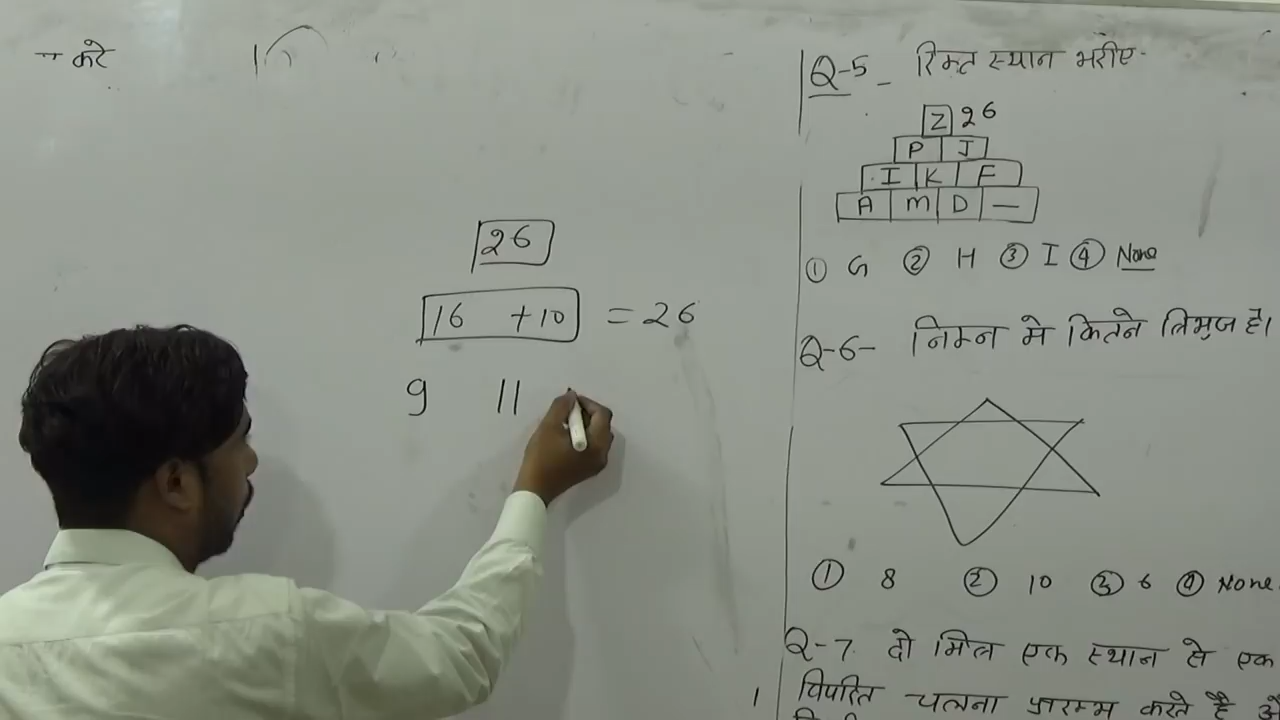 करे
26
16 +10 = 26
9 11
Q-5 - रिक्त स्थान भरीए-
Z 26
P J
I K F
A M D —
① G ② H ③ I ④ None
Q-6- निम्न मे कितने त्रिभुज है।
① 8 ② 10 ③ 6 ④ None.
Q-7. दो मित्र एक स्थान से एक
विपरित चलना प्रारम्भ करते है